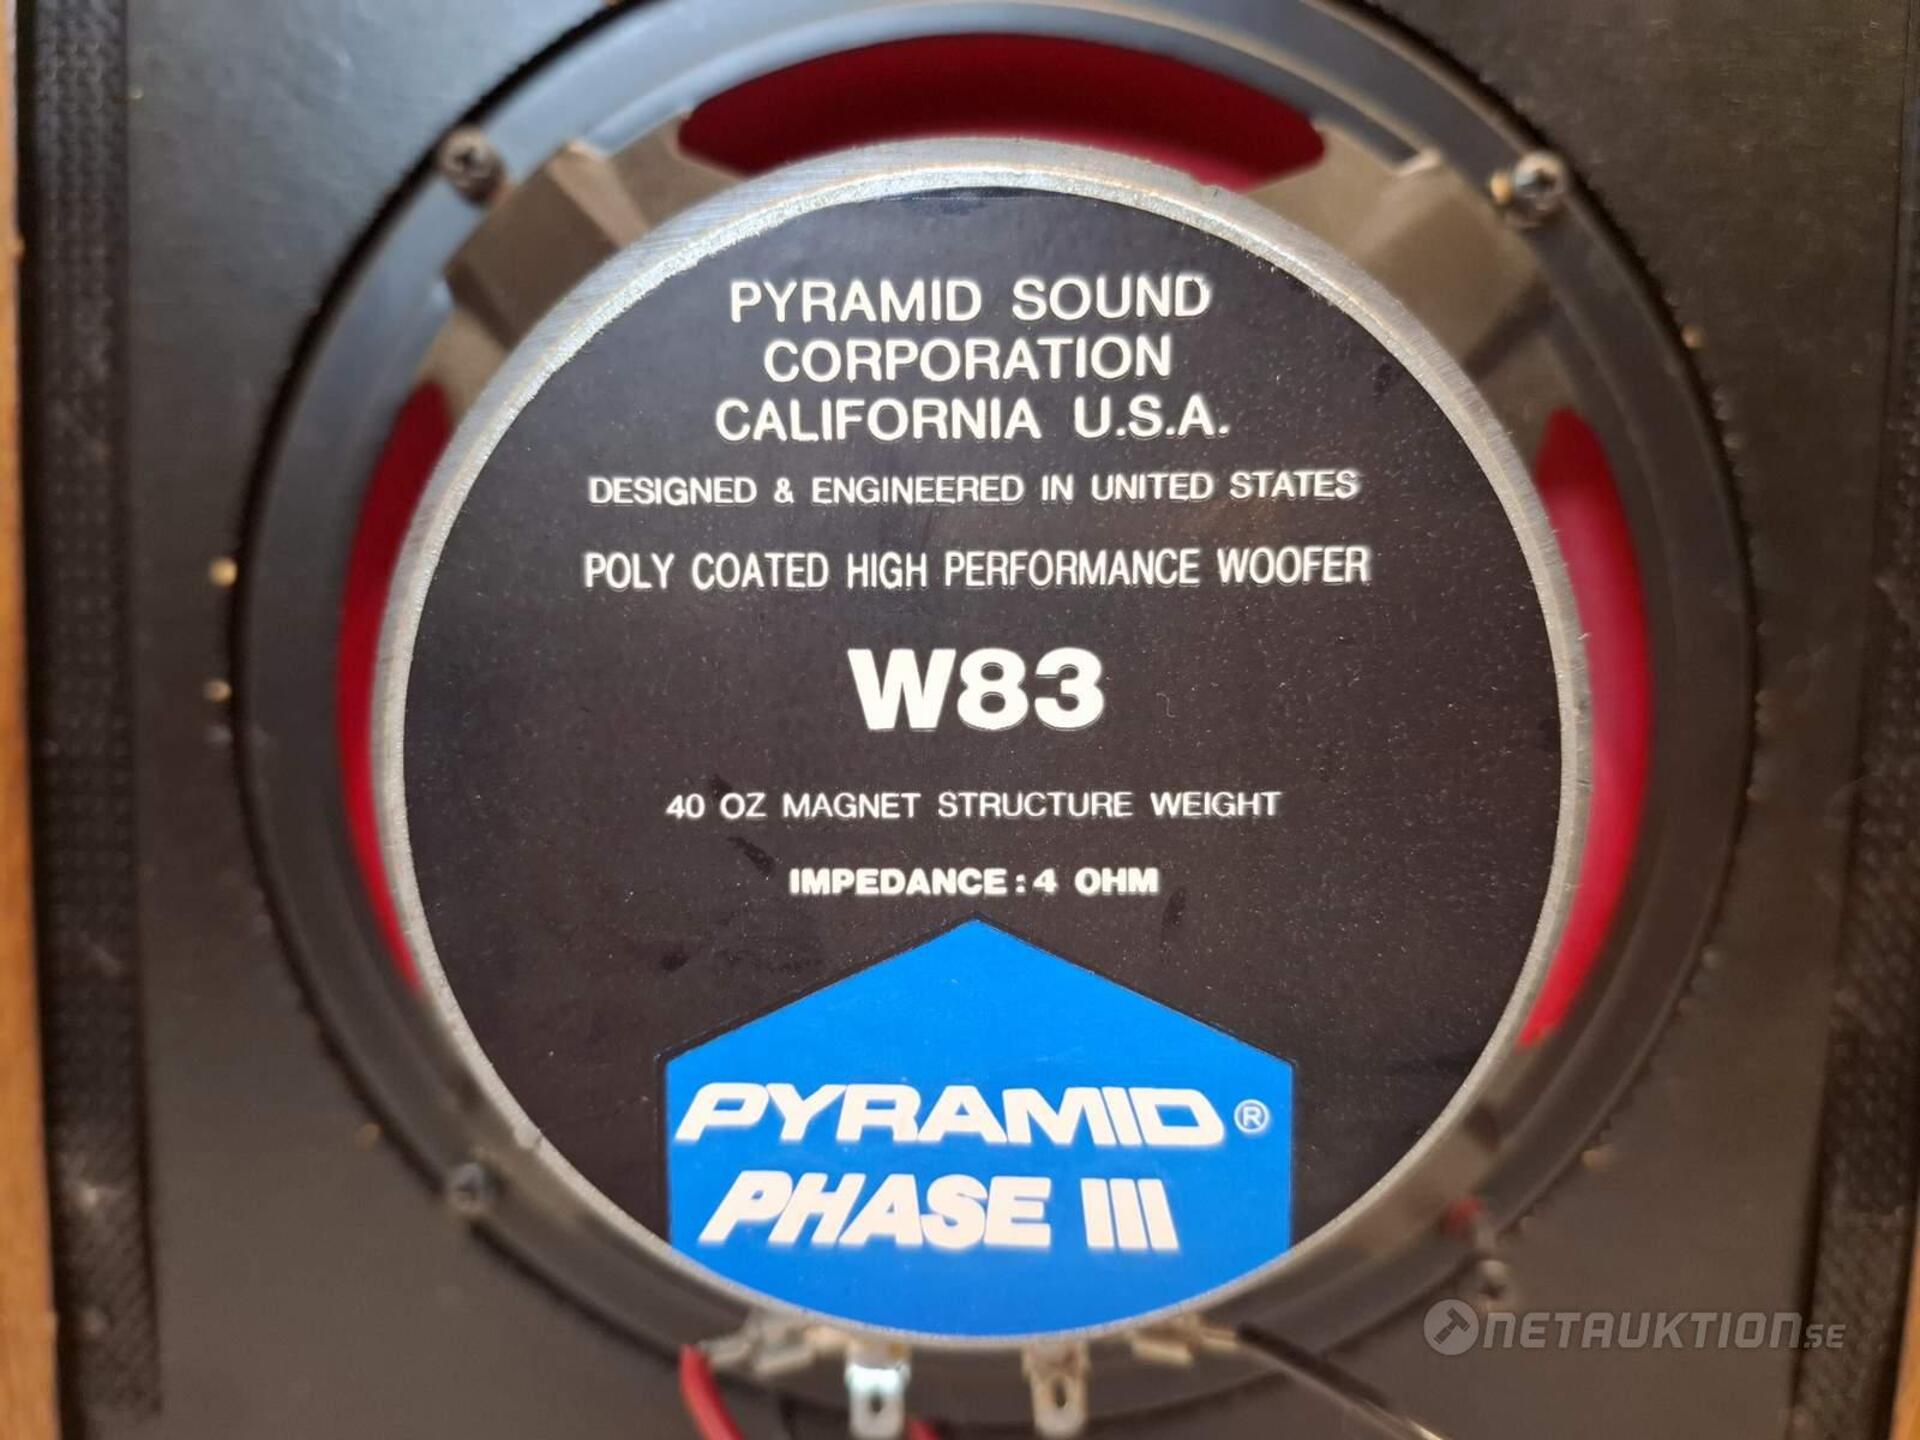 PYRAMID SOUND
CORPORATION
CALIFORNIA U.S.A.
DESIGNED & ENGINEERED IN UNITED STATES
POLY COATED HIGH PERFORMANCE WOOFER
W83
40 OZ MAGNET STRUCTURE WEIGHT
IMPEDANCE : 4 OHM
PYRAMID®
PHASE III
NETAUKTION.SE